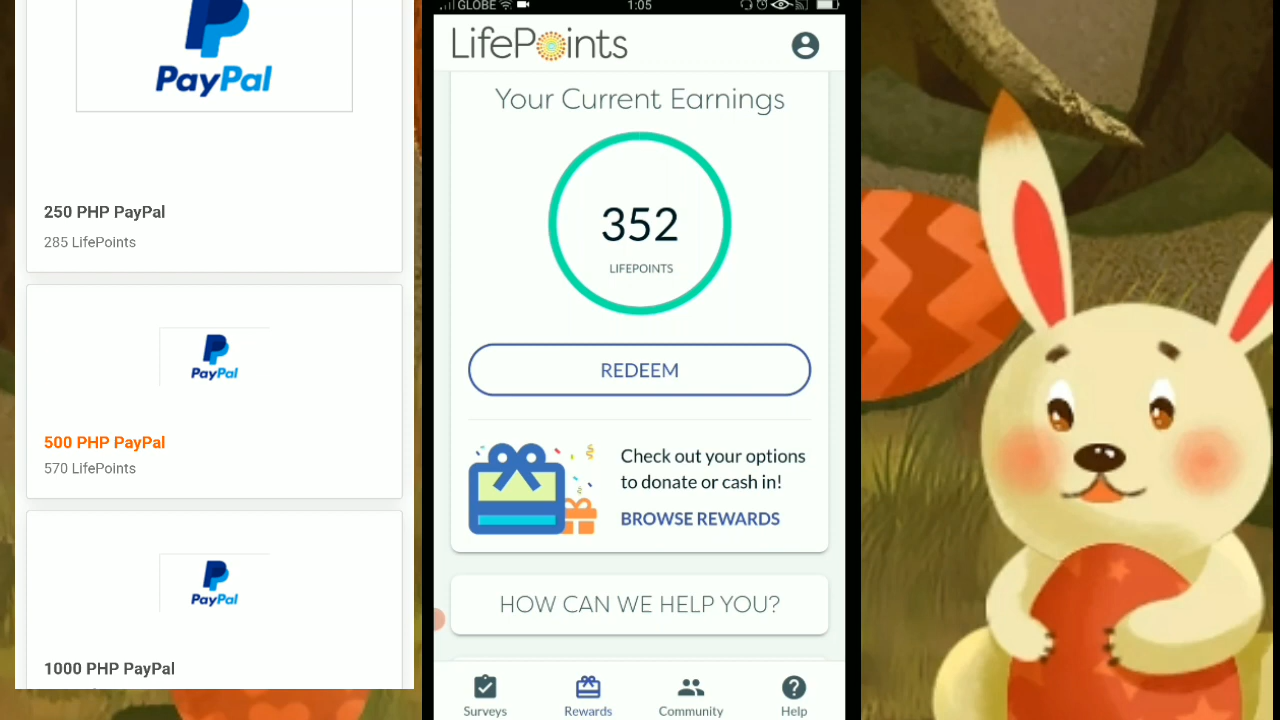 PayPal
250 PHP PayPal
285 LifePoints
PayPal
500 PHP PayPal
570 LifePoints
PayPal
1000 PHP PayPal
GLOBE
1:05
LifePoints
Your Current Earnings
352
LIFEPOINTS
REDEEM
Check out your options
to donate or cash in!
BROWSE REWARDS
HOW CAN WE HELP YOU?
Surveys
Rewards
Community
Help